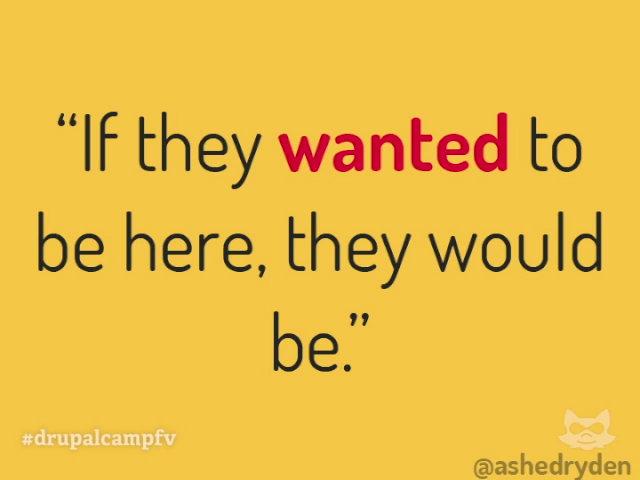 “If they wanted to
be here, they would
be.”
#drupalcampfv
@ashedryden